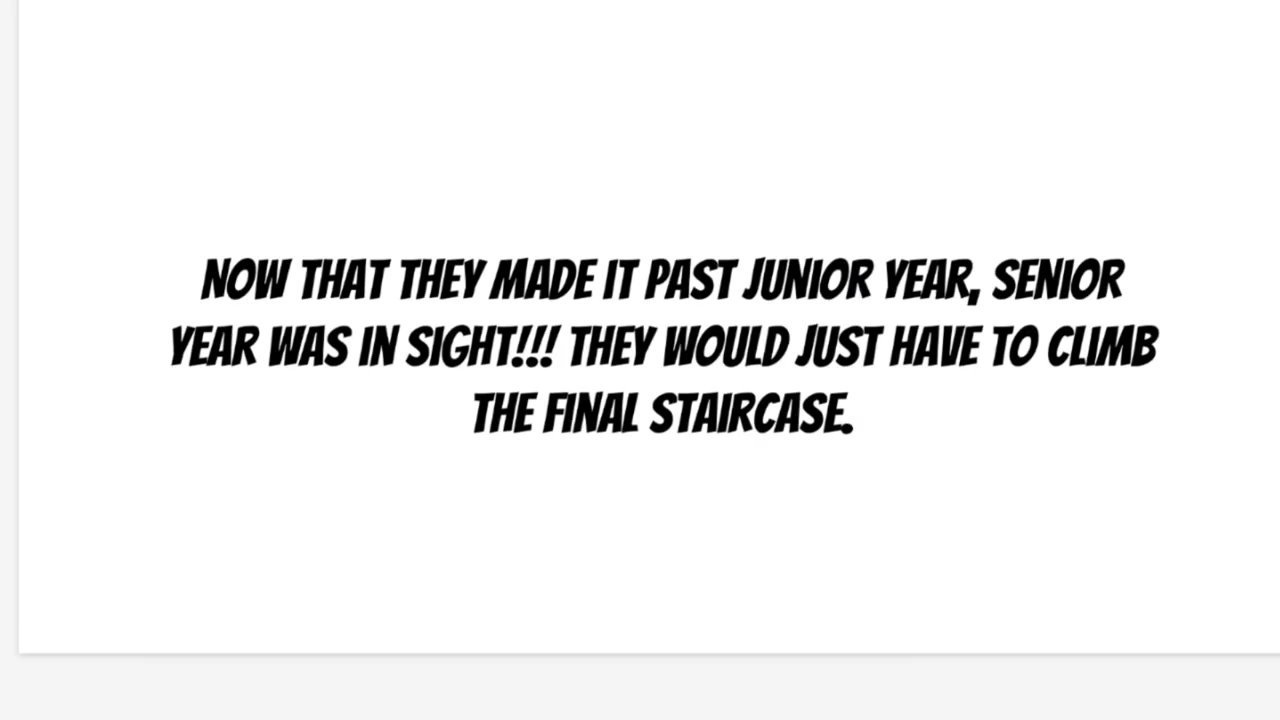 NOW THAT THEY MADE IT PAST JUNIOR YEAR, SENIOR
YEAR WAS IN SIGHT!!! THEY WOULD JUST HAVE TO CLIMB
THE FINAL STAIRCASE.